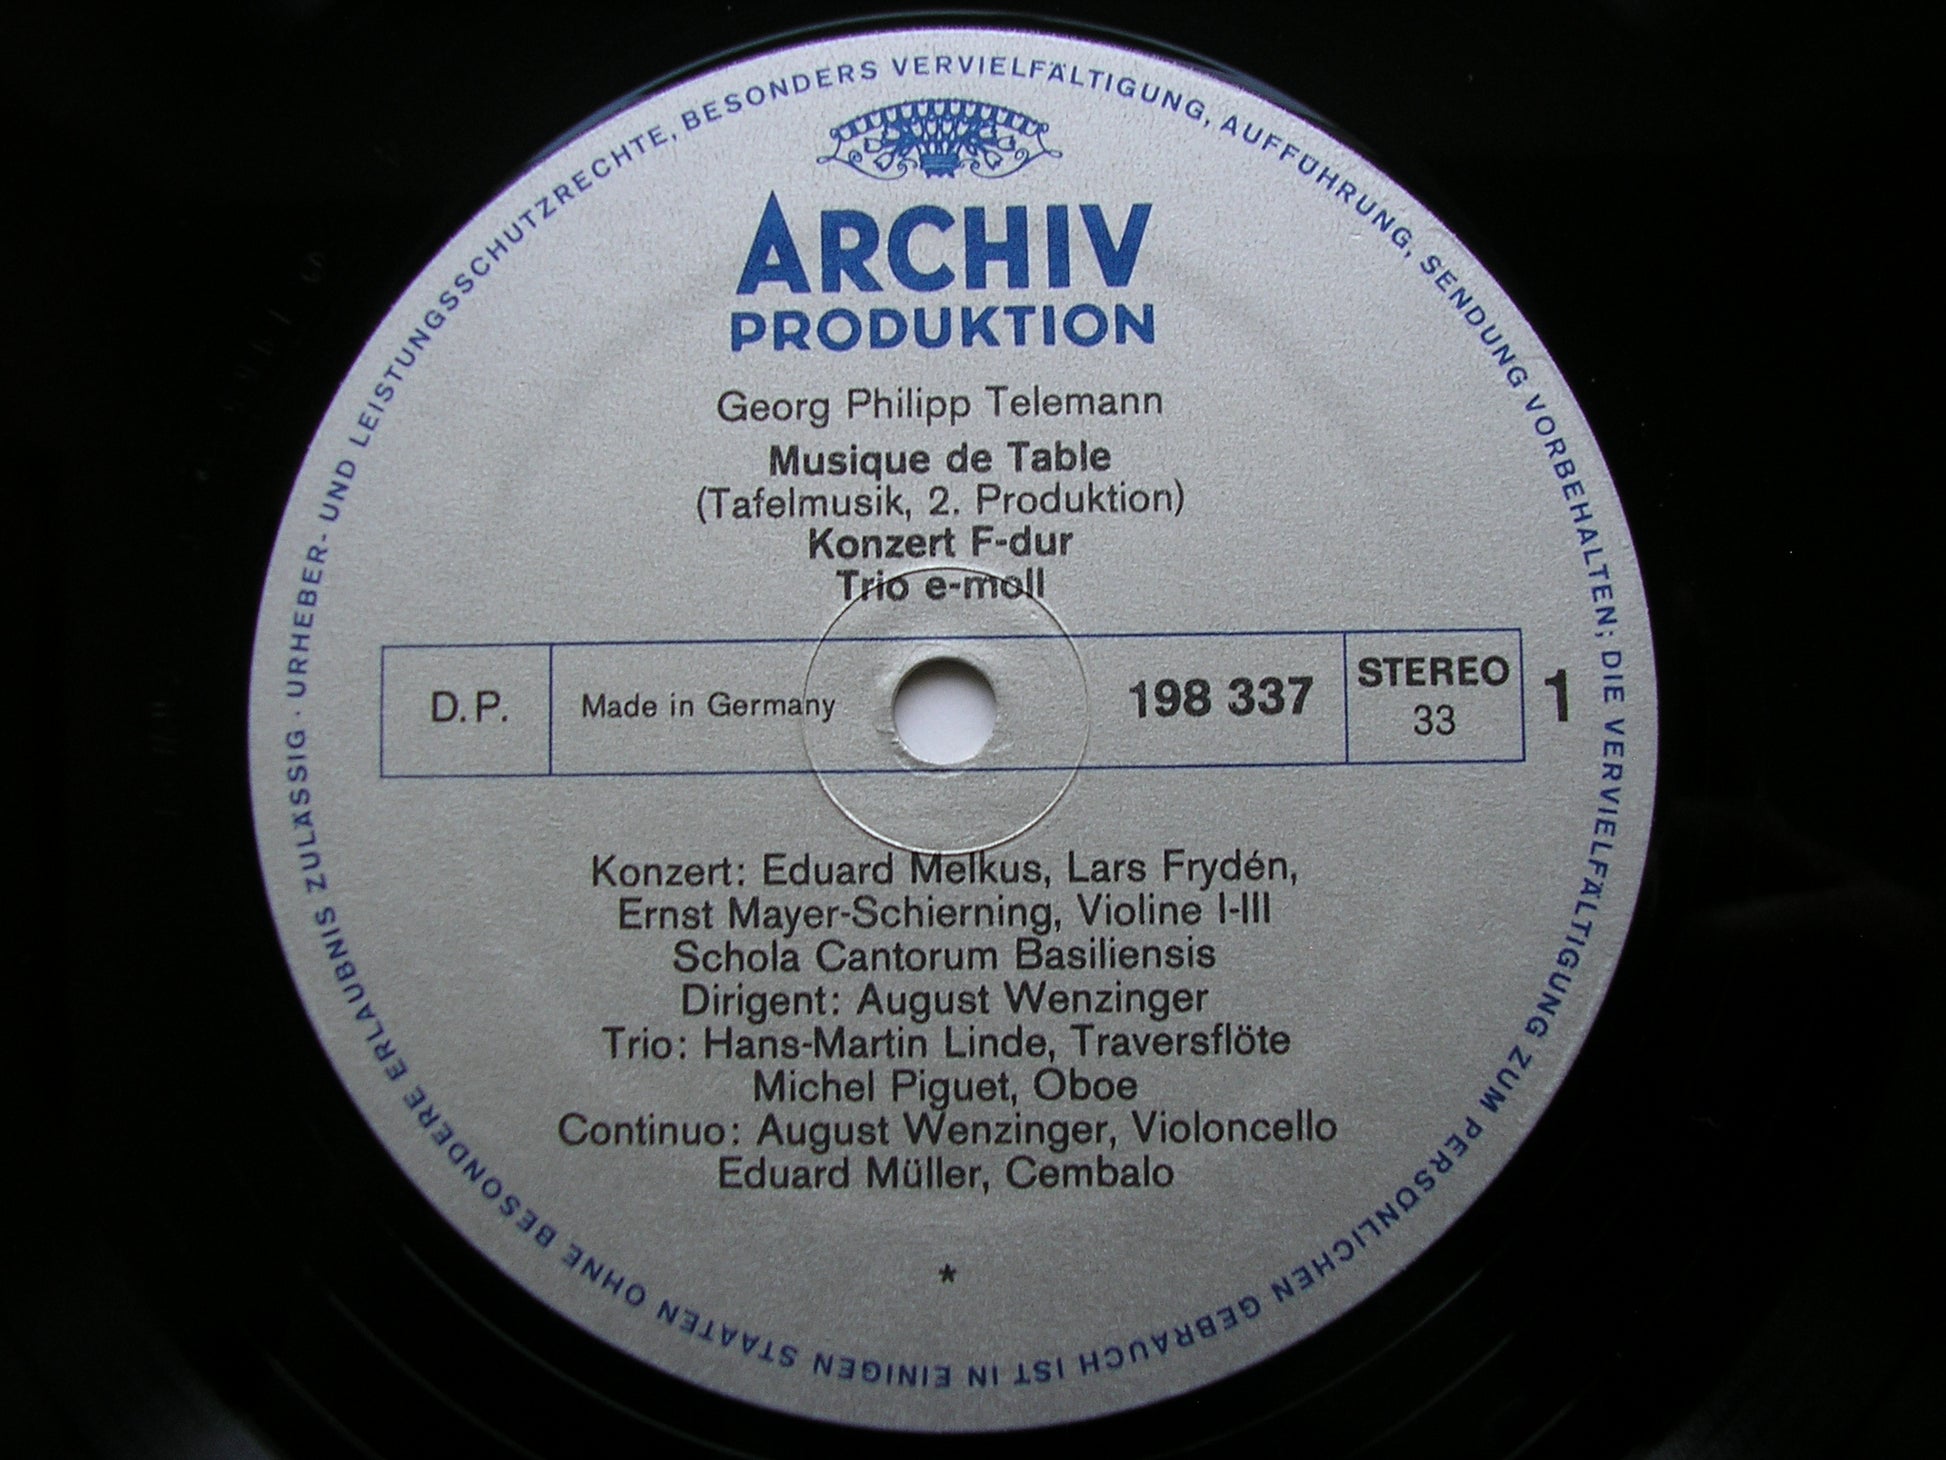 URHEBER- UND LEISTUNGSSCHUTZRECHTE, BESONDERS VERVIELFÄLTIGUNG, AUFFÜHRUNG, SENDUNG VORBEHALTEN; DIE VERVIELFÄLTIGUNG ZUM PERSÖNLICHEN GEBRAUCH IST IN EINIGEN STAATEN OHNE BESONDERE ERLAUBNIS ZULÄSSIG ·
ARCHIV
PRODUKTION
Georg Philipp Telemann
Musique de Table
(Tafelmusik, 2. Produktion)
Konzert F-dur
Trio e-moll
D. P. Made in Germany 198 337 STEREO 1
33
Konzert: Eduard Melkus, Lars Frydén,
Ernst Mayer-Schierning, Violine I-III
Schola Cantorum Basiliensis
Dirigent: August Wenzinger
Trio: Hans-Martin Linde, Traversflöte
Michel Piguet, Oboe
Continuo: August Wenzinger, Violoncello
Eduard Müller, Cembalo
*